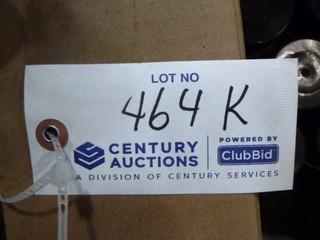 LOT NO
464 K
CENTURY AUCTIONS
POWERED BY
ClubBid
A DIVISION OF CENTURY SERVICES